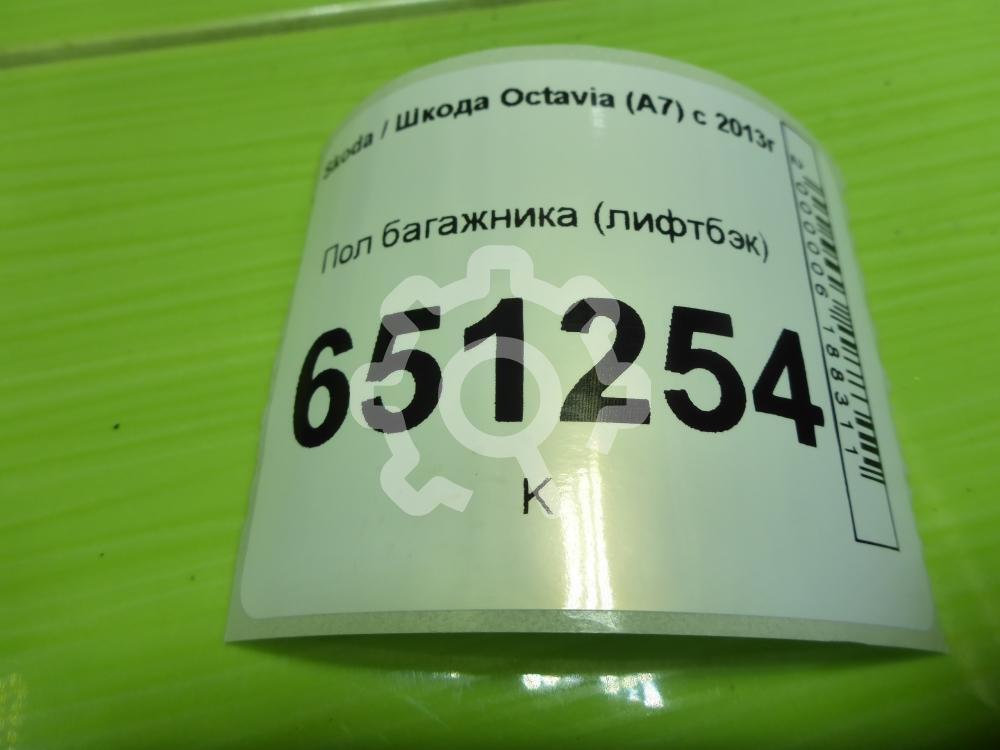 Skoda / Шкода Octavia (A7) с 2013г
Пол багажника (лифтбэк)
651254
К
2000006188311